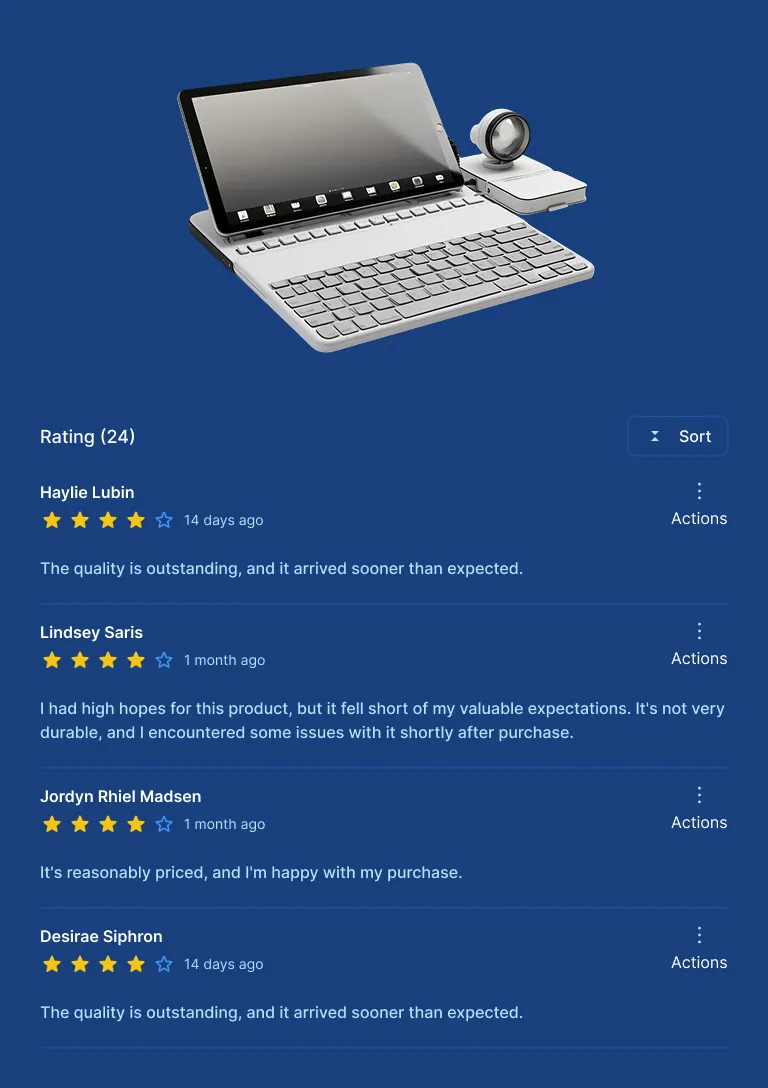 Rating (24)
Sort
Haylie Lubin
14 days ago
Actions
The quality is outstanding, and it arrived sooner than expected.
Lindsey Saris
1 month ago
Actions
I had high hopes for this product, but it fell short of my valuable expectations. It's not very
durable, and I encountered some issues with it shortly after purchase.
Jordyn Rhiel Madsen
1 month ago
Actions
It's reasonably priced, and I'm happy with my purchase.
Desirae Siphron
14 days ago
Actions
The quality is outstanding, and it arrived sooner than expected.